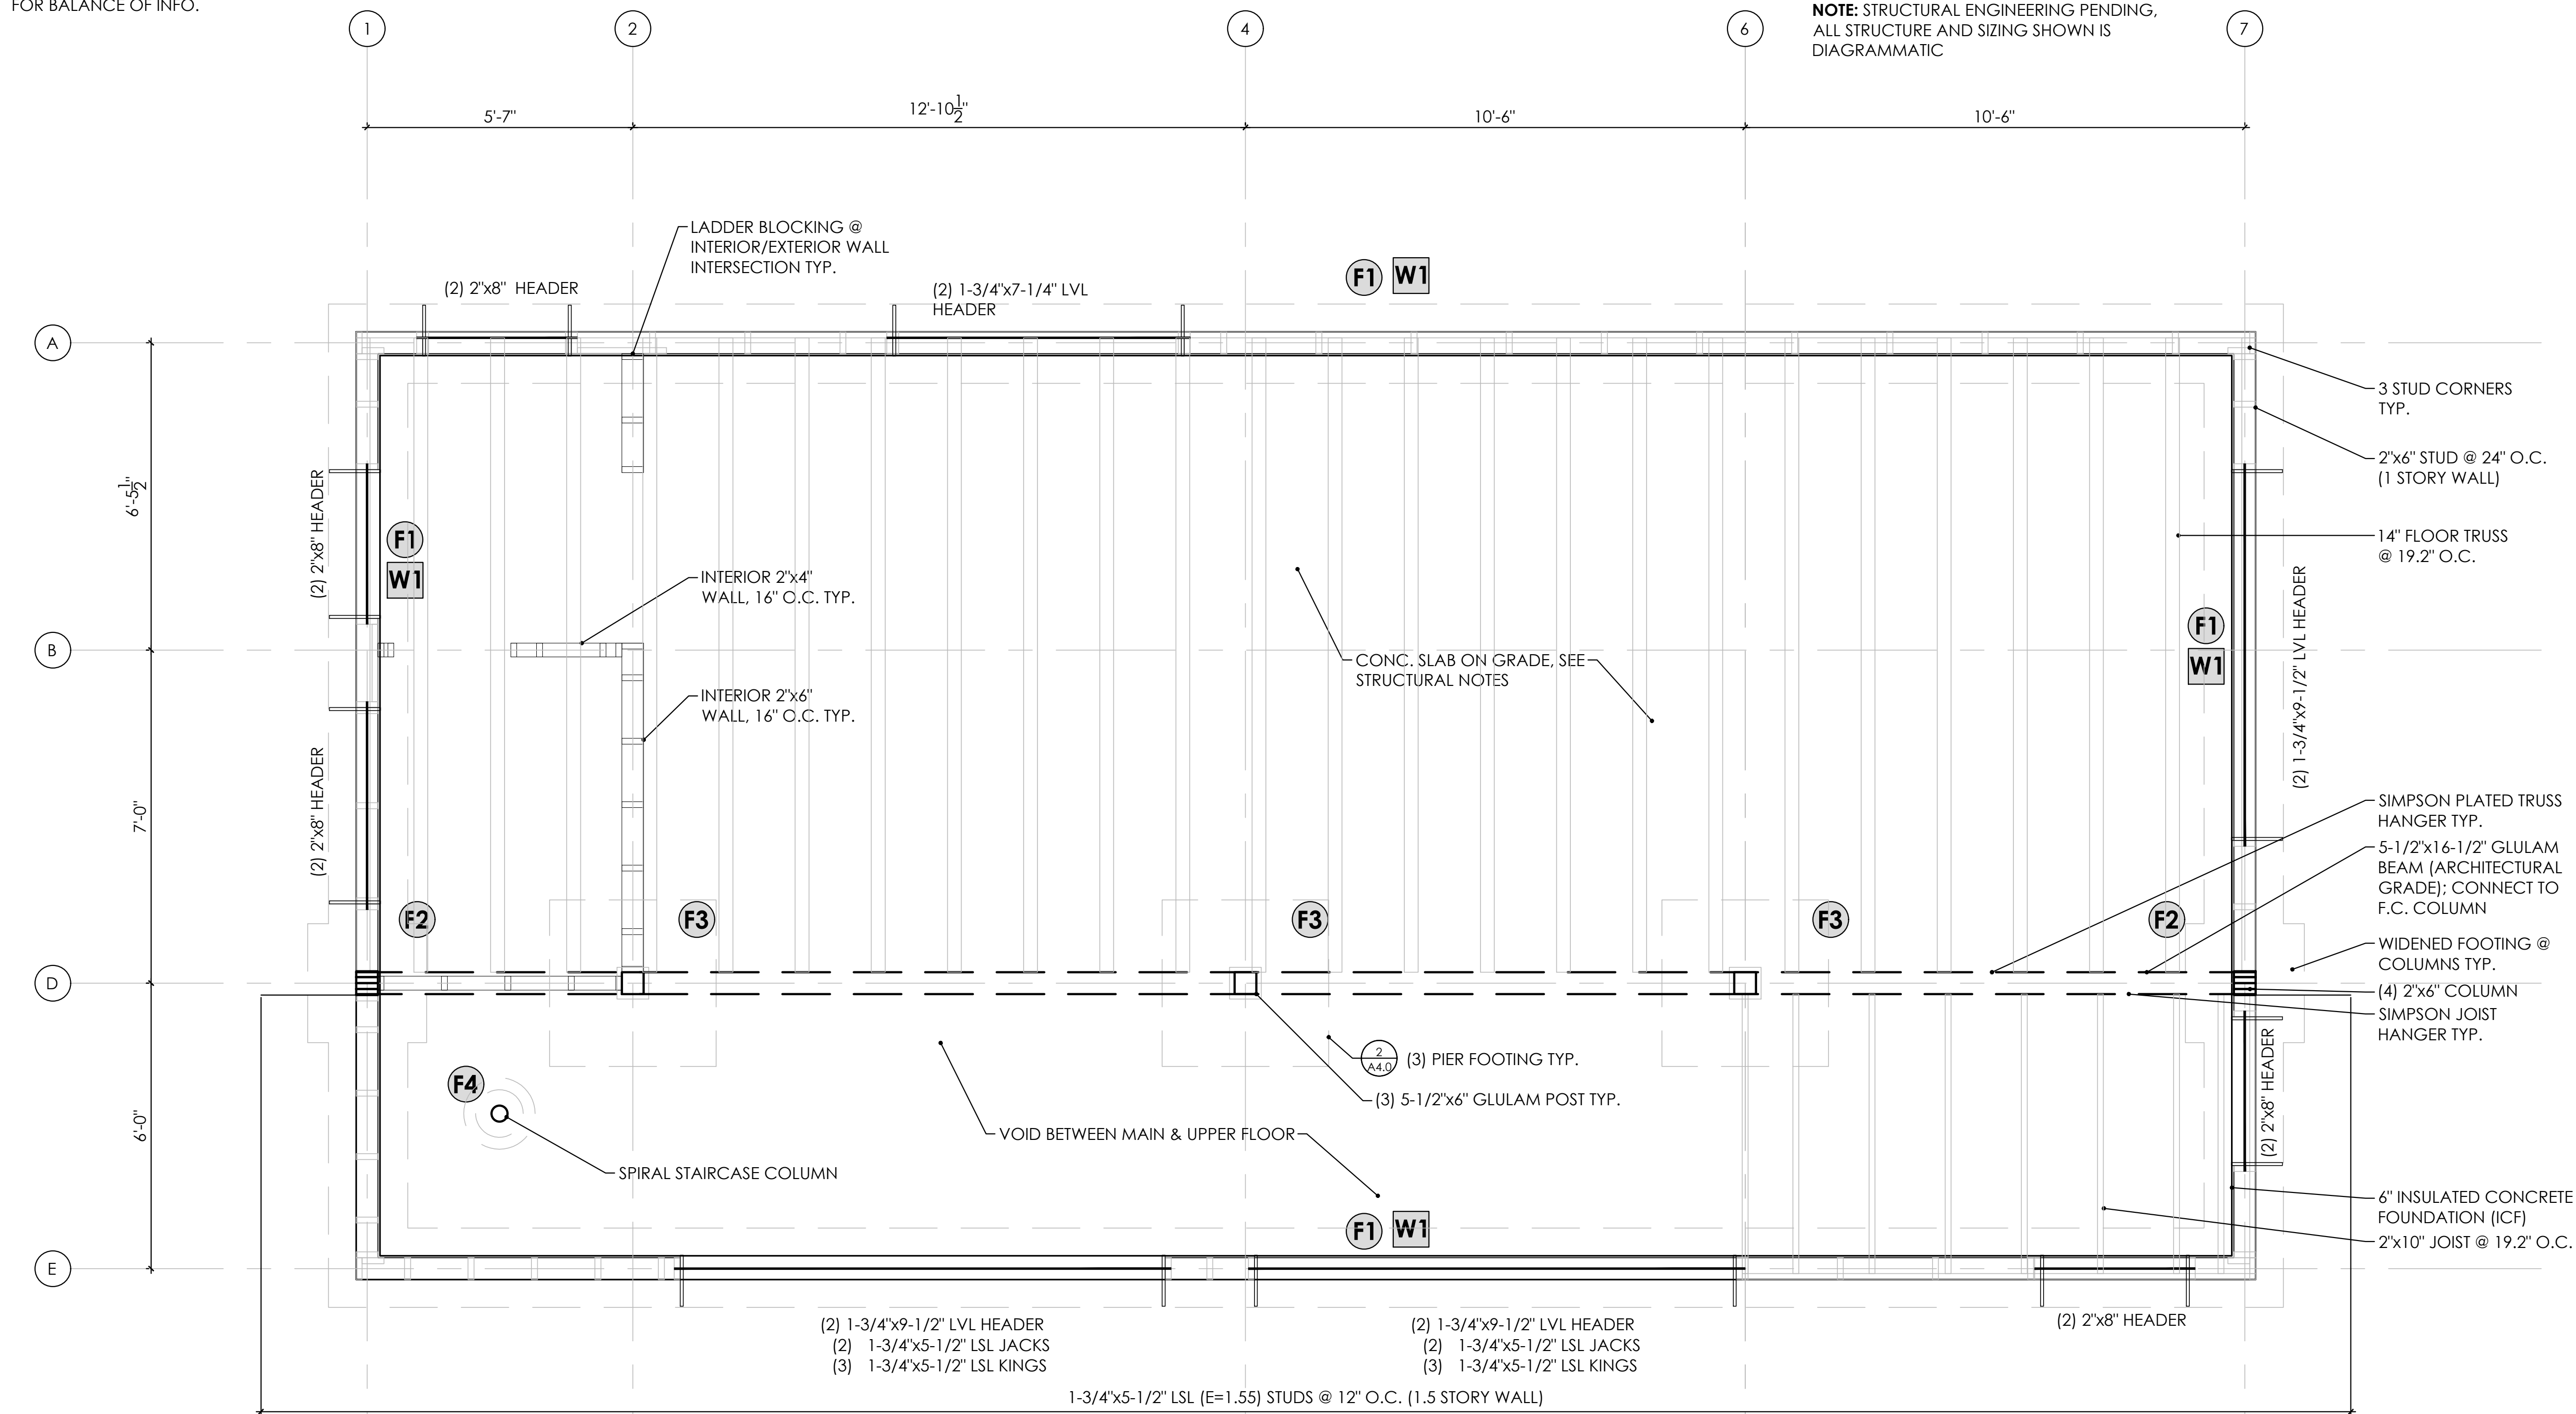 FOR BALANCE OF INFO.
NOTE: STRUCTURAL ENGINEERING PENDING,
ALL STRUCTURE AND SIZING SHOWN IS
DIAGRAMMATIC
1
2
4
6
7
5'-7"
12'-10 1/2"
10'-6"
10'-6"
LADDER BLOCKING @
INTERIOR/EXTERIOR WALL
INTERSECTION TYP.
(2) 2"x8" HEADER
(2) 1-3/4"x7-1/4" LVL
HEADER
F1
W1
A
3 STUD CORNERS
TYP.
2"x6" STUD @ 24" O.C.
(1 STORY WALL)
6'-5 1/2"
(2) 2"x8" HEADER
F1
W1
14" FLOOR TRUSS
@ 19.2" O.C.
INTERIOR 2"x4"
WALL, 16" O.C. TYP.
F1
W1
(2) 1-3/4"x9-1/2" LVL HEADER
B
CONC. SLAB ON GRADE, SEE
STRUCTURAL NOTES
INTERIOR 2"x6"
WALL, 16" O.C. TYP.
7'-0"
(2) 2"x8" HEADER
SIMPSON PLATED TRUSS
HANGER TYP.
5-1/2"x16-1/2" GLULAM
BEAM (ARCHITECTURAL
GRADE); CONNECT TO
F.C. COLUMN
F2
F3
F3
F3
F2
WIDENED FOOTING @
COLUMNS TYP.
D
(4) 2"x6" COLUMN
SIMPSON JOIST
HANGER TYP.
2
A4.0
(3) PIER FOOTING TYP.
F4
(3) 5-1/2"x6" GLULAM POST TYP.
(2) 2"x8" HEADER
6'-0"
VOID BETWEEN MAIN & UPPER FLOOR
SPIRAL STAIRCASE COLUMN
6" INSULATED CONCRETE
FOUNDATION (ICF)
F1
W1
2"x10" JOIST @ 19.2" O.C.
E
(2) 1-3/4"x9-1/2" LVL HEADER
(2) 1-3/4"x5-1/2" LSL JACKS
(3) 1-3/4"x5-1/2" LSL KINGS
(2) 1-3/4"x9-1/2" LVL HEADER
(2) 1-3/4"x5-1/2" LSL JACKS
(3) 1-3/4"x5-1/2" LSL KINGS
(2) 2"x8" HEADER
1-3/4"x5-1/2" LSL (E=1.55) STUDS @ 12" O.C. (1.5 STORY WALL)